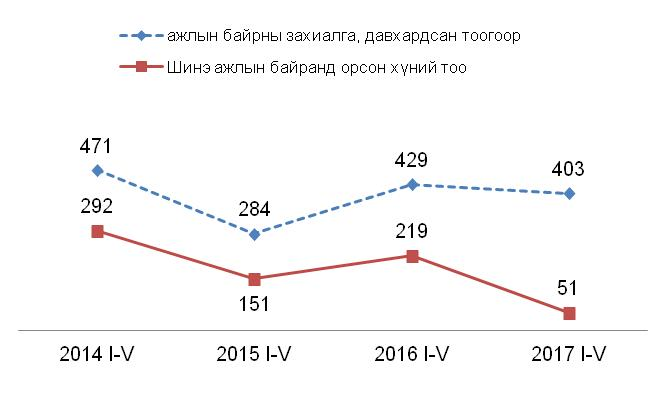 ажлын байрны захиалга, давхардсан тоогоор
Шинэ ажлын байранд орсон хүний тоо
471
284
429
403
292
151
219
51
2014 I-V
2015 I-V
2016 I-V
2017 I-V